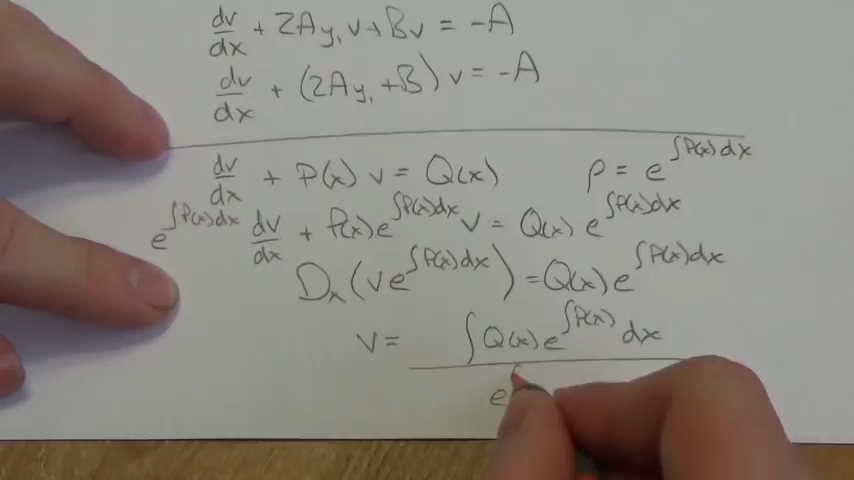 dv/dx + 2Ay₁v + Bv = -A
dv/dx + (2Ay₁ + B) v = -A
dv/dx + P(x) v = Q(x) ρ = e^∫P(x)dx
e^∫P(x)dx dv/dx + P(x)e^∫P(x)dx v = Q(x) e^∫P(x)dx
Dₓ(ve^∫P(x)dx) = Q(x)e^∫P(x)dx
v = ∫Q(x)e^∫P(x) dx
e^∫